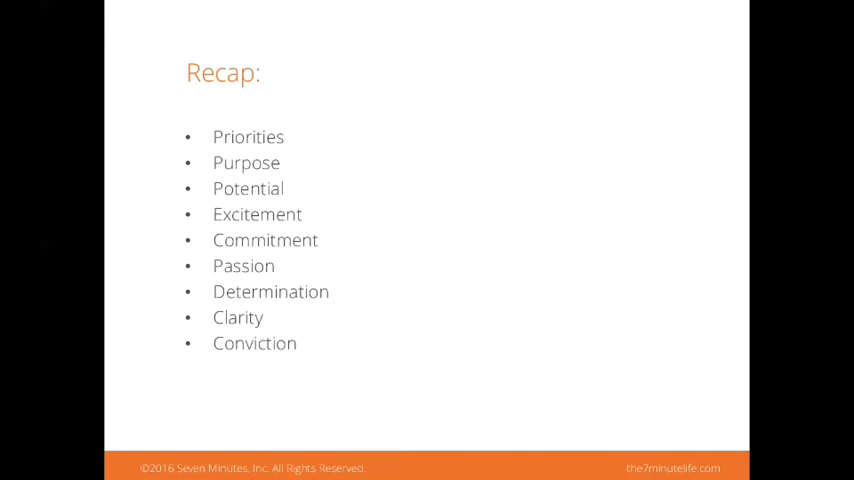 Recap:
• Priorities
• Purpose
• Potential
• Excitement
• Commitment
• Passion
• Determination
• Clarity
• Conviction
©2016 Seven Minutes, Inc. All Rights Reserved.
the7minutelife.com